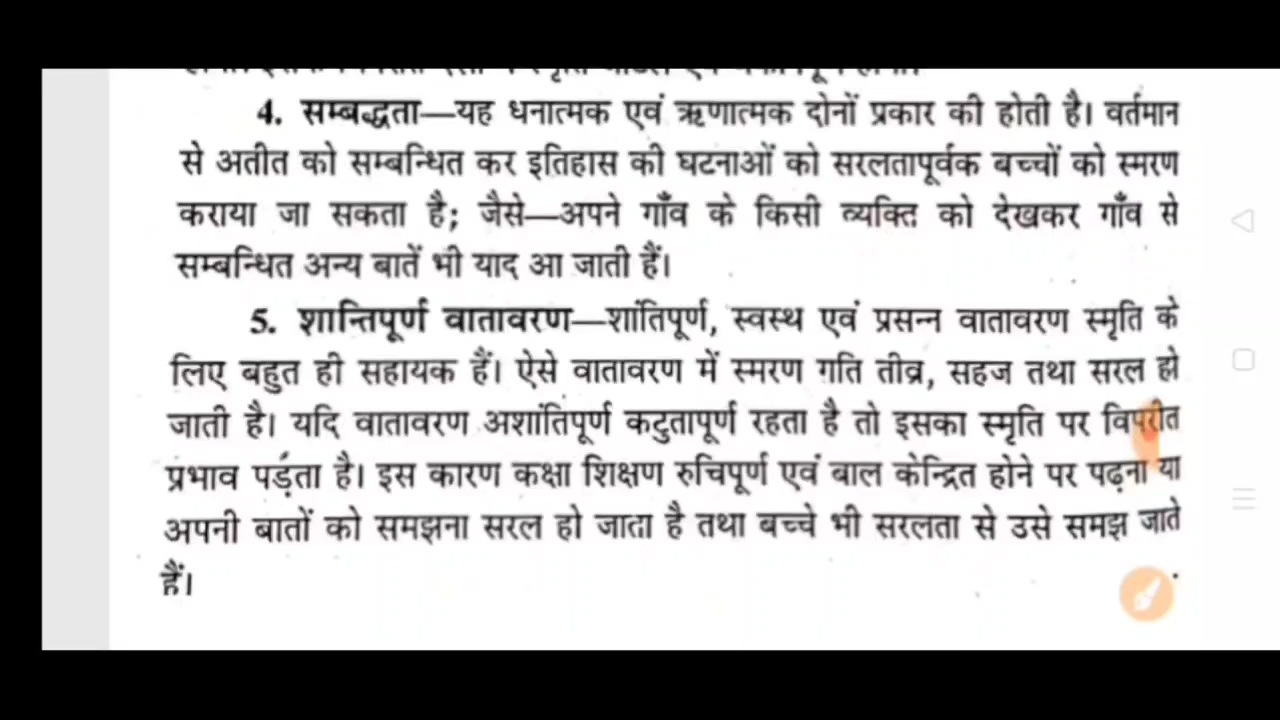 4. सम्बद्धता—यह धनात्मक एवं ऋणात्मक दोनों प्रकार की होती है। वर्तमान
से अतीत को सम्बन्धित कर इतिहास की घटनाओं को सरलतापूर्वक बच्चों को स्मरण
कराया जा सकता है; जैसे—अपने गाँव के किसी व्यक्ति को देखकर गाँव से
सम्बन्धित अन्य बातें भी याद आ जाती हैं।
5. शान्तिपूर्ण वातावरण—शांतिपूर्ण, स्वस्थ एवं प्रसन्न वातावरण स्मृति के
लिए बहुत ही सहायक हैं। ऐसे वातावरण में स्मरण गति तीव्र, सहज तथा सरल हो
जाती है। यदि वातावरण अशांतिपूर्ण कटुतापूर्ण रहता है तो इसका स्मृति पर विपरीत
प्रभाव पड़ता है। इस कारण कक्षा शिक्षण रुचिपूर्ण एवं बाल केन्द्रित होने पर पढ़ना या
अपनी बातों को समझना सरल हो जाता है तथा बच्चे भी सरलता से उसे समझ जाते
हैं।